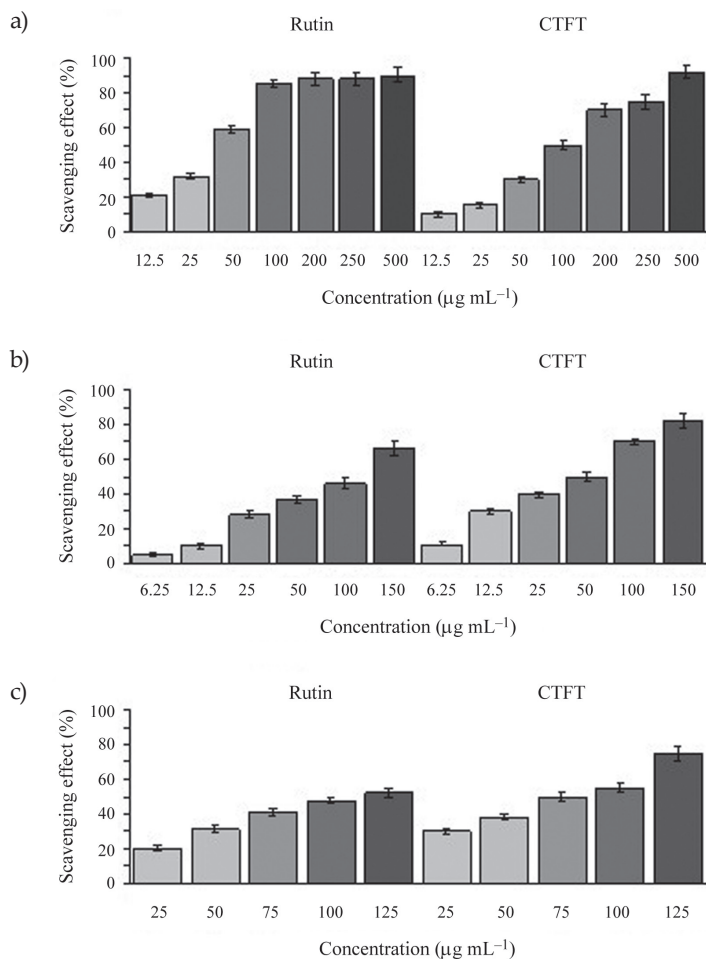 a)
Rutin CTFT
Scavenging effect (%)
80
60
40
20
0
12.5 25 50 100 200 250 500 12.5 25 50 100 200 250 500
Concentration (μg mL⁻¹)
b)
Rutin CTFT
Scavenging effect (%)
100
80
60
40
20
0
6.25 12.5 25 50 100 150 6.25 12.5 25 50 100 150
Concentration (μg mL⁻¹)
c)
Rutin CTFT
Scavenging effect (%)
100
80
60
40
20
0
25 50 75 100 125 25 50 75 100 125
Concentration (μg mL⁻¹)